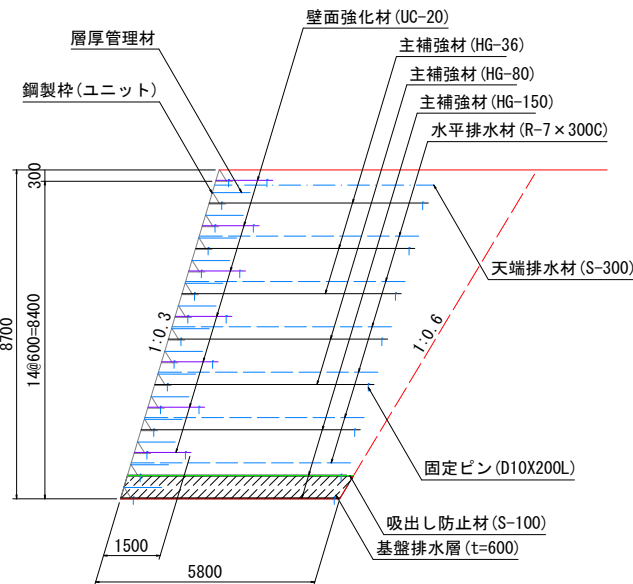 壁面強化材(UC-20)
層厚管理材
主補強材(HG-36)
鋼製枠(ユニット)
主補強材(HG-80)
主補強材(HG-150)
水平排水材(R-7×300C)
300
天端排水材(S-300)
8700
14@600=8400
1:0.3
1:0.6
固定ピン(D10X200L)
吸出し防止材(S-100)
基盤排水層(t=600)
1500
5800